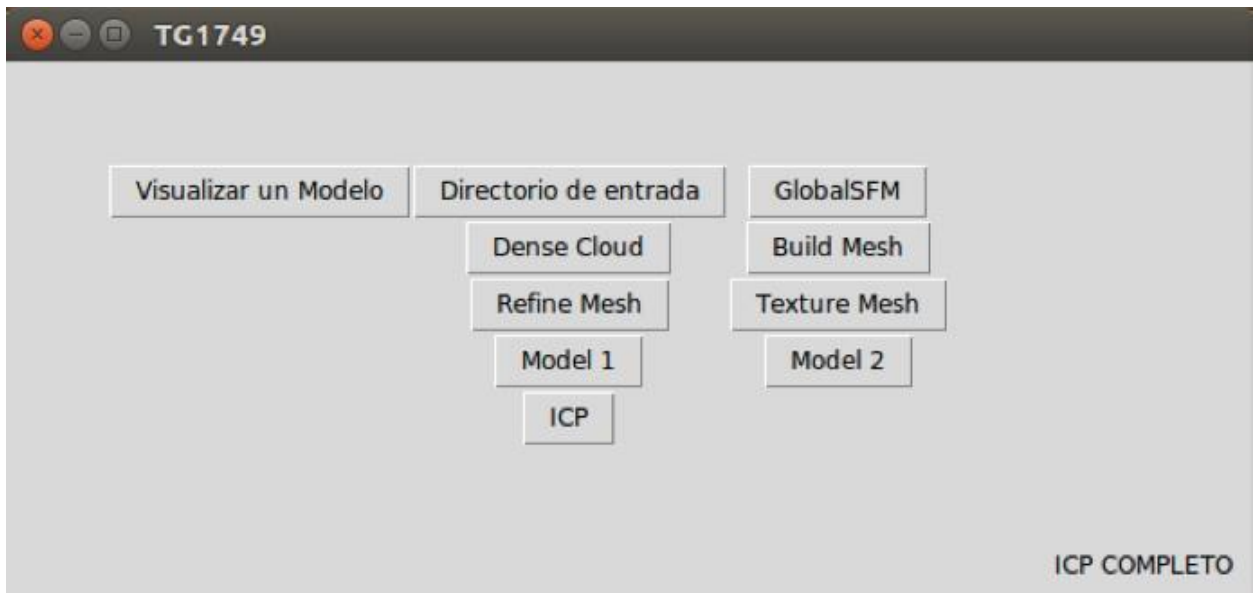 TG1749
Visualizar un Modelo Directorio de entrada GlobalSFM
Dense Cloud Build Mesh
Refine Mesh Texture Mesh
Model 1 Model 2
ICP
ICP COMPLETO